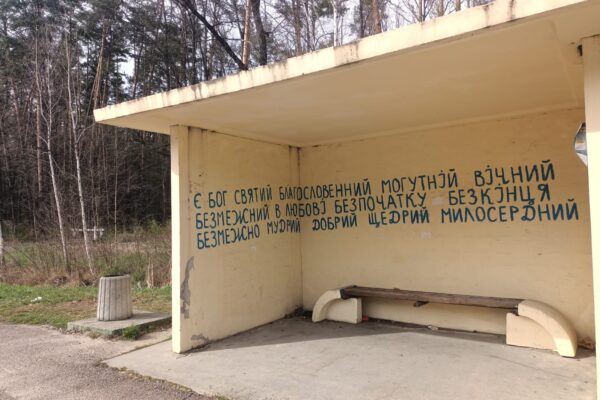 Є БОГ СВЯТИЙ БЛАГОСЛОВЕННИЙ МОГУТНІЙ ВІЧНИЙ
БЕЗМЕЖНИЙ В ЛЮБОВІ БЕЗПОЧАТКУ БЕЗКІНЦЯ
БЕЗМЕЖНО МУДРИЙ ДОБРИЙ ЩЕДРИЙ МИЛОСЕРДНИЙ